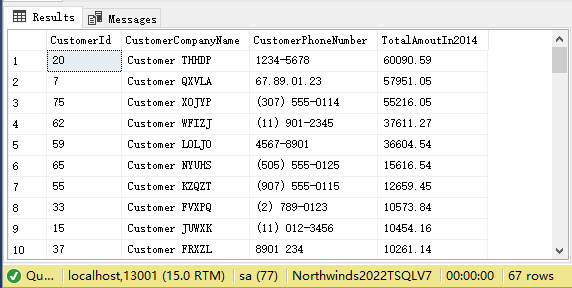 Results Messages
CustomerId CustomerCompanyName CustomerPhoneNumber TotalAmoutIn2014
1 20 Customer THHDP 1234-5678 60090.59
2 7 Customer QXVLA 67.89.01.23 57951.05
3 75 Customer XOJYP (307) 555-0114 55216.05
4 62 Customer WFIZJ (11) 901-2345 37611.27
5 59 Customer LOLJO 4567-8901 36604.54
6 65 Customer NYUHS (505) 555-0125 15616.54
7 55 Customer KZQZT (907) 555-0115 12659.45
8 33 Customer FVXPQ (2) 789-0123 10573.84
9 15 Customer JUWXK (11) 012-3456 10454.16
10 37 Customer FRXZL 8901 234 10261.14
Qu... localhost,13001 (15.0 RTM) sa (77) Northwinds2022TSQLV7 00:00:00 67 rows